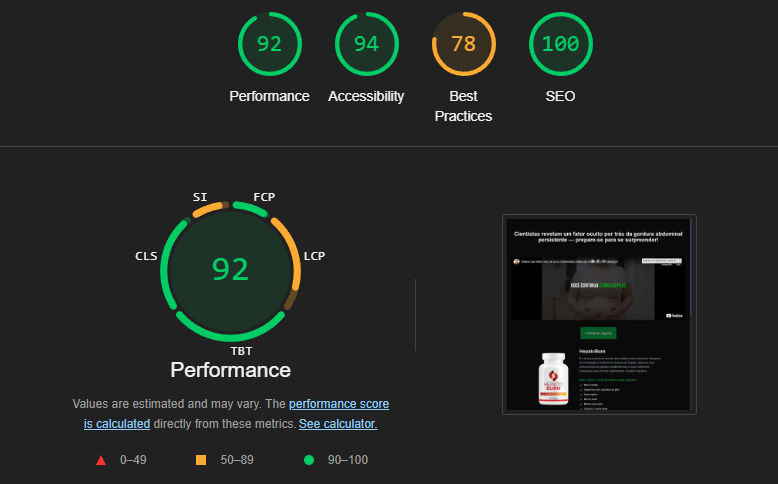 92
94
78
100
Performance
Accessibility
Best
Practices
SEO
SI
FCP
CLS
92
LCP
TBT
Performance
Values are estimated and may vary. The performance score
is calculated directly from these metrics. See calculator.
0–49
50–89
90–100
Cientistas revelam um fator oculto por trás da gordura abdominal
persistente — prepare-se para se surpreender!
VOCÊ CONTINUA
YouTube
HepatoBurn
HEPATO
BURN